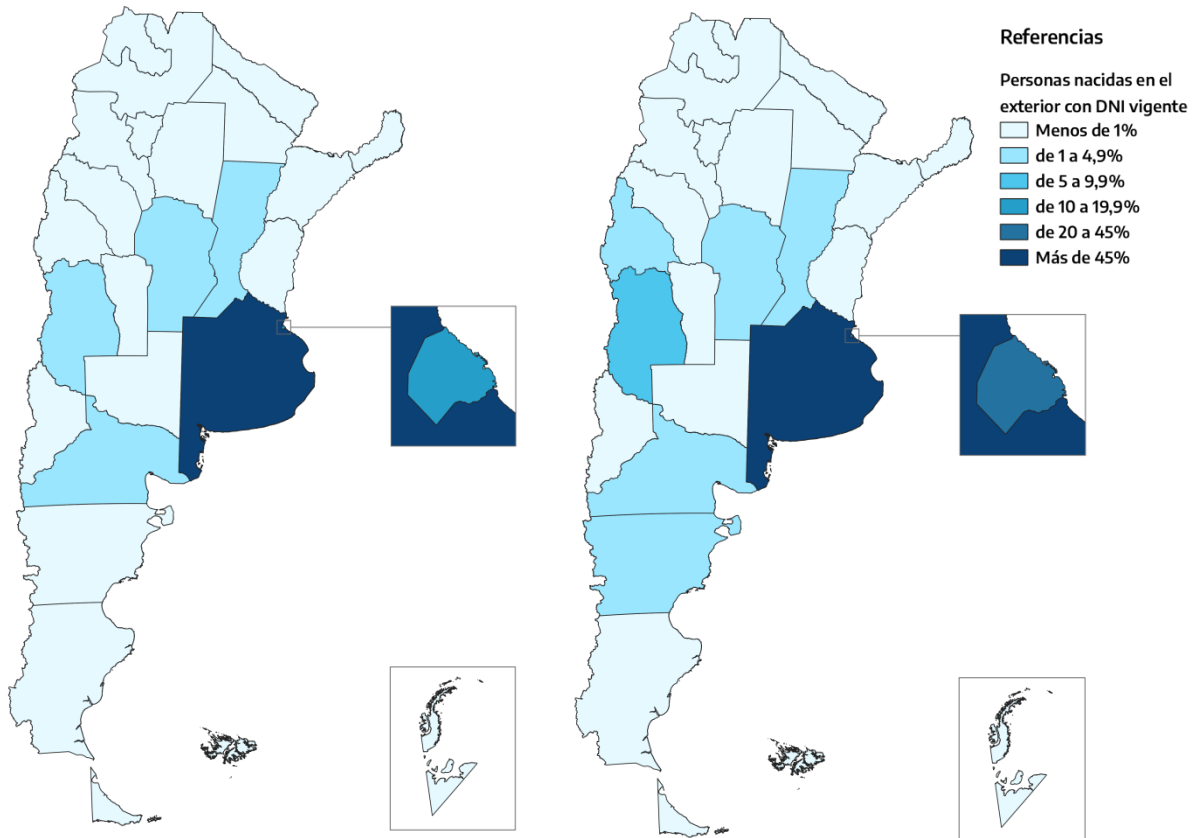 Referencias
Personas nacidas en el
exterior con DNI vigente
Menos de 1%
de 1 a 4,9%
de 5 a 9,9%
de 10 a 19,9%
de 20 a 45%
Más de 45%